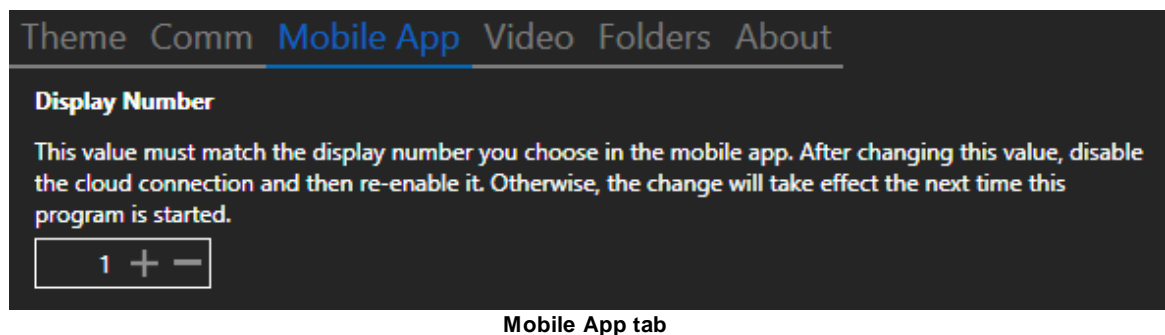 Theme Comm Mobile App Video Folders About
Display Number
This value must match the display number you choose in the mobile app. After changing this value, disable
the cloud connection and then re-enable it. Otherwise, the change will take effect the next time this
program is started.
1 + −
Mobile App tab